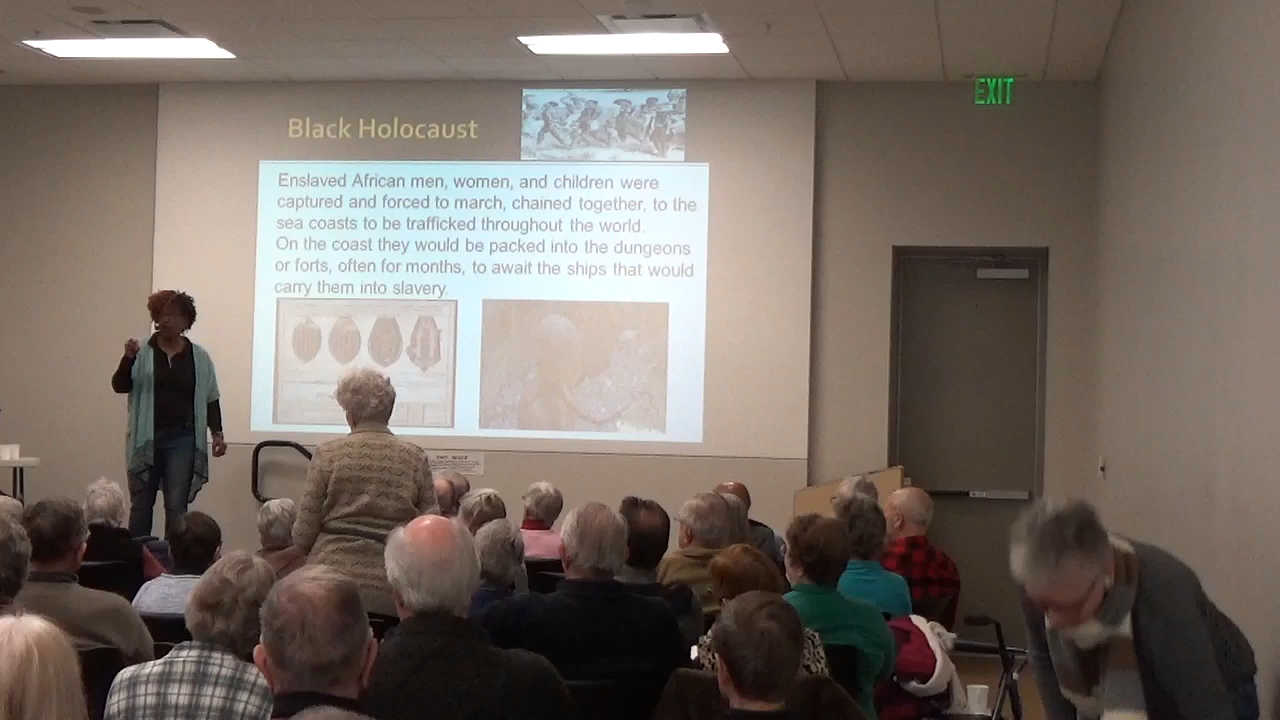 EXIT
Black Holocaust
Enslaved African men, women, and children were
captured and forced to march, chained together, to the
sea coasts to be trafficked throughout the world.
On the coast they would be packed into the dungeons
or forts, often for months, to await the ships that would
carry them into slavery.